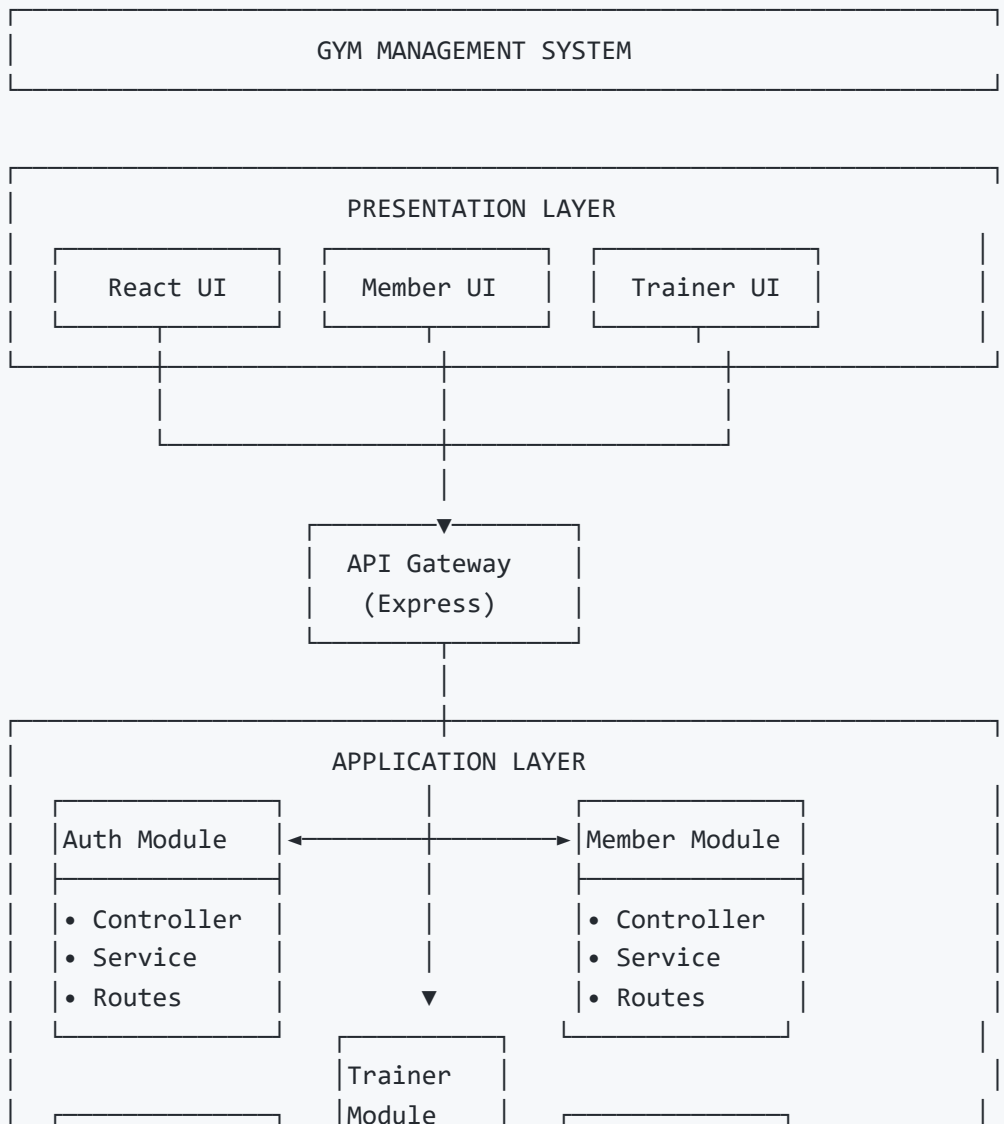 GYM MANAGEMENT SYSTEM
PRESENTATION LAYER
React UI Member UI Trainer UI
API Gateway
(Express)
APPLICATION LAYER
Auth Module Member Module
• Controller • Controller
• Service • Service
• Routes • Routes
Trainer
Module